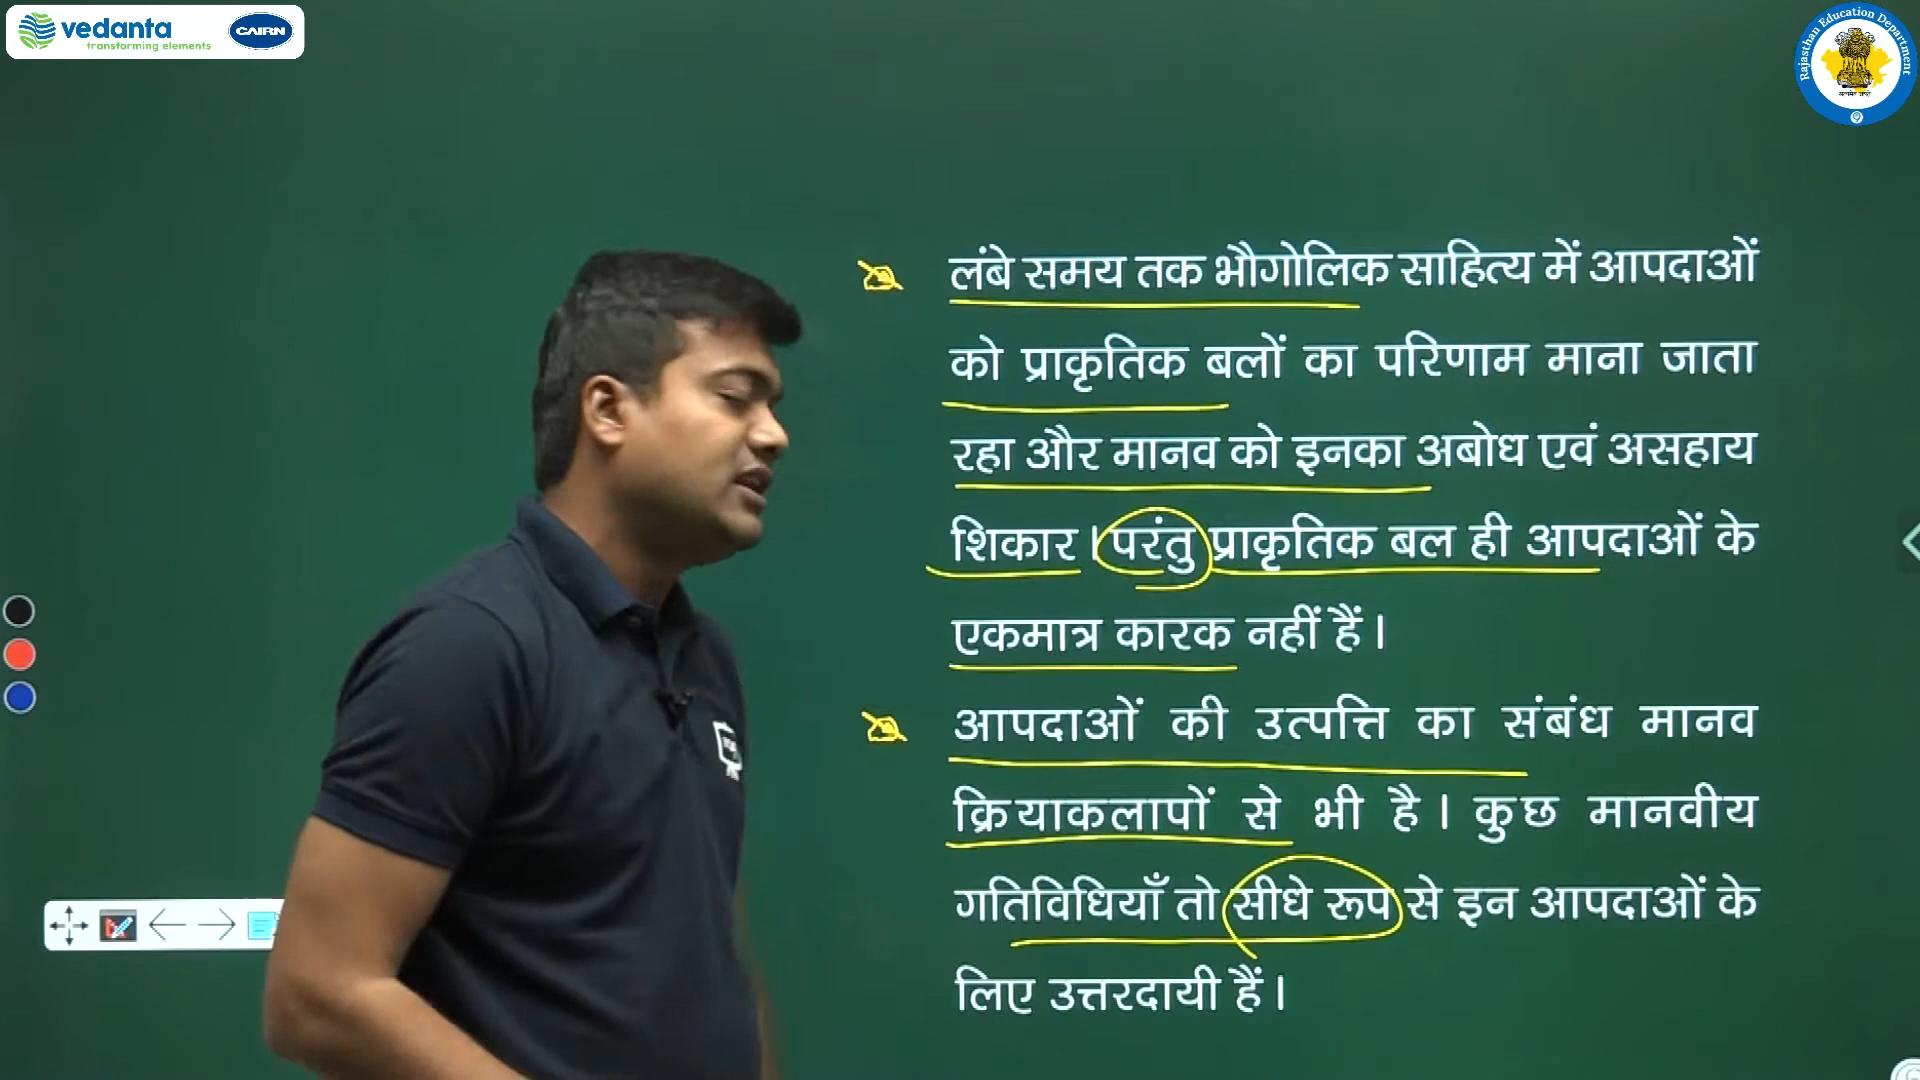 vedanta
transforming elements
CAIRN
Rajasthan Education Department
लंबे समय तक भौगोलिक साहित्य में आपदाओं
को प्राकृतिक बलों का परिणाम माना जाता
रहा और मानव को इनका अबोध एवं असहाय
शिकार। परंतु प्राकृतिक बल ही आपदाओं के
एकमात्र कारक नहीं हैं।
आपदाओं की उत्पत्ति का संबंध मानव
क्रियाकलापों से भी है। कुछ मानवीय
गतिविधियाँ तो सीधे रूप से इन आपदाओं के
लिए उत्तरदायी हैं।